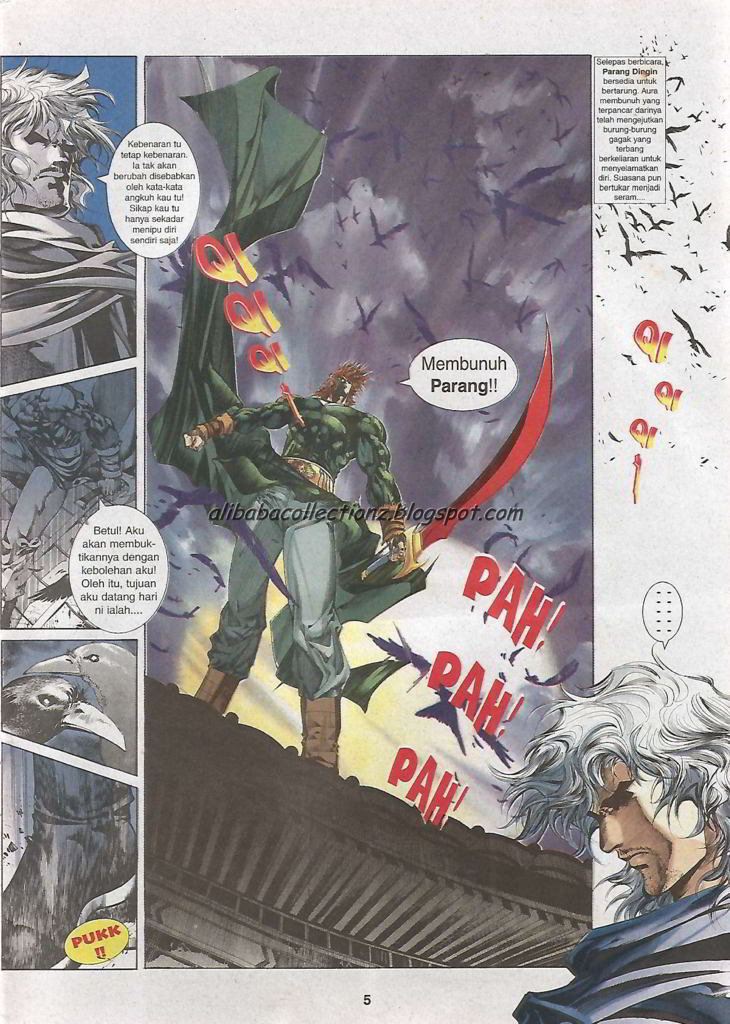 Kebenaran tu
tetap kebenaran.
Ia tak akan
berubah disebabkan
oleh kata-kata
angkuh kau tu!
Sikap kau tu
hanya sekadar
menipu diri
sendiri saja!
Betul! Aku
akan membuk-
tikannya dengan
kebolehan aku!
Oleh itu, tujuan
aku datang hari
ni ialah....
PUKK
!!
QI
QI
QI
!
Membunuh
Parang!!
alibabacollectionz.blogspot.com
PAH!
PAH!
PAH!
Selepas berbicara,
Parang Dingin
bersedia untuk
bertarung. Aura
membunuh yang
terpancar darinya
telah mengejutkan
burung-burung
gagak yang
terbang
berkeliaran untuk
menyelamatkan
diri. Suasana pun
bertukar menjadi
seram....
QI
QI
QI
!
5